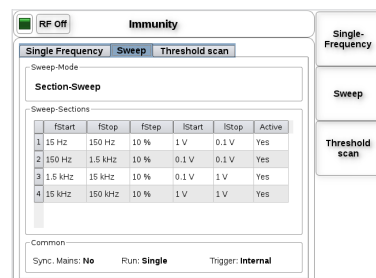 RF Off Immunity
Single Frequency Sweep Threshold scan
Sweep-Mode
Section-Sweep
Sweep-Sections
fStart fStop fStep lStart lStop Active
1 15 Hz 150 Hz 10 % 1 V 0.1 V Yes
2 150 Hz 1.5 kHz 10 % 0.1 V 0.1 V Yes
3 1.5 kHz 15 kHz 10 % 0.1 V 1 V Yes
4 15 kHz 150 kHz 10 % 1 V 1 V Yes
Common
Sync. Mains: No Run: Single Trigger: Internal
Single-
Frequency
Sweep
Threshold
scan